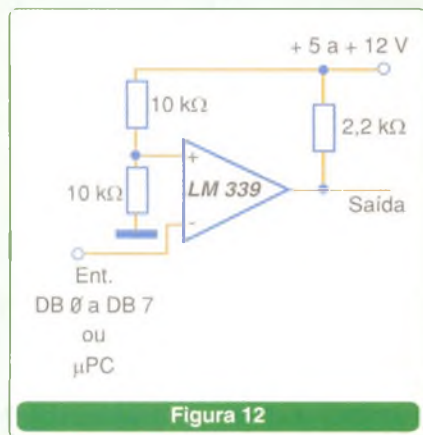 + 5 a + 12 V
10 kΩ
2,2 kΩ
+
10 kΩ
LM 339
-
Saída
Ent.
DB 0 a DB 7
ou
µPC
Figura 12